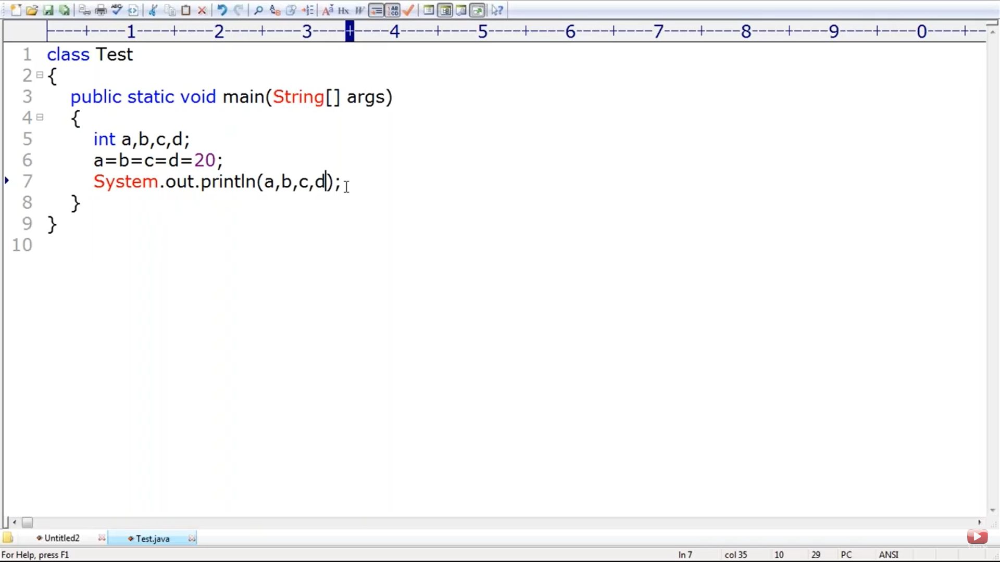 |----+----1----+----2----+----3----+----4----+----5----+----6----+----7----+----8----+----9----+----0----+--
1 class Test
2 {
3 public static void main(String[] args)
4 {
5 int a,b,c,d;
6 a=b=c=d=20;
7 System.out.println(a,b,c,d);
8 }
9 }
10
Untitled2 Test.java
For Help, press F1 ln 7 col 35 10 29 PC ANSI